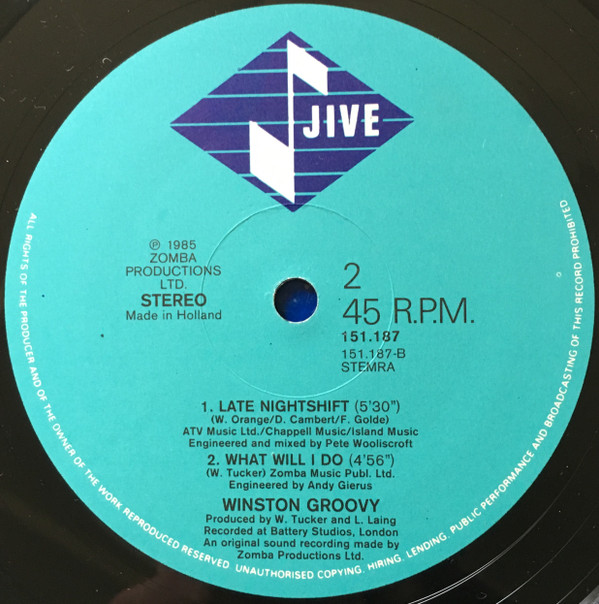 JIVE
℗ 1985
ZOMBA
PRODUCTIONS
LTD.
STEREO
Made in Holland
2
45 R.P.M.
151.187
151.187-B
STEMRA
1. LATE NIGHTSHIFT (5'30")
(W. Orange/D. Cambert/F. Golde)
ATV Music Ltd./Chappell Music/Island Music
Engineered and mixed by Pete Wooliscroft
2. WHAT WILL I DO (4'56")
(W. Tucker) Zomba Music Publ. Ltd.
Engineered by Andy Gierus
WINSTON GROOVY
Produced by W. Tucker and L. Laing
Recorded at Battery Studios, London
An original sound recording made by
Zomba Productions Ltd.
ALL RIGHTS OF THE PRODUCER AND OF THE OWNER OF THE WORK REPRODUCED RESERVED UNAUTHORISED COPYING, HIRING, LENDING, PUBLIC PERFORMANCE AND BROADCASTING OF THIS RECORD PROHIBITED